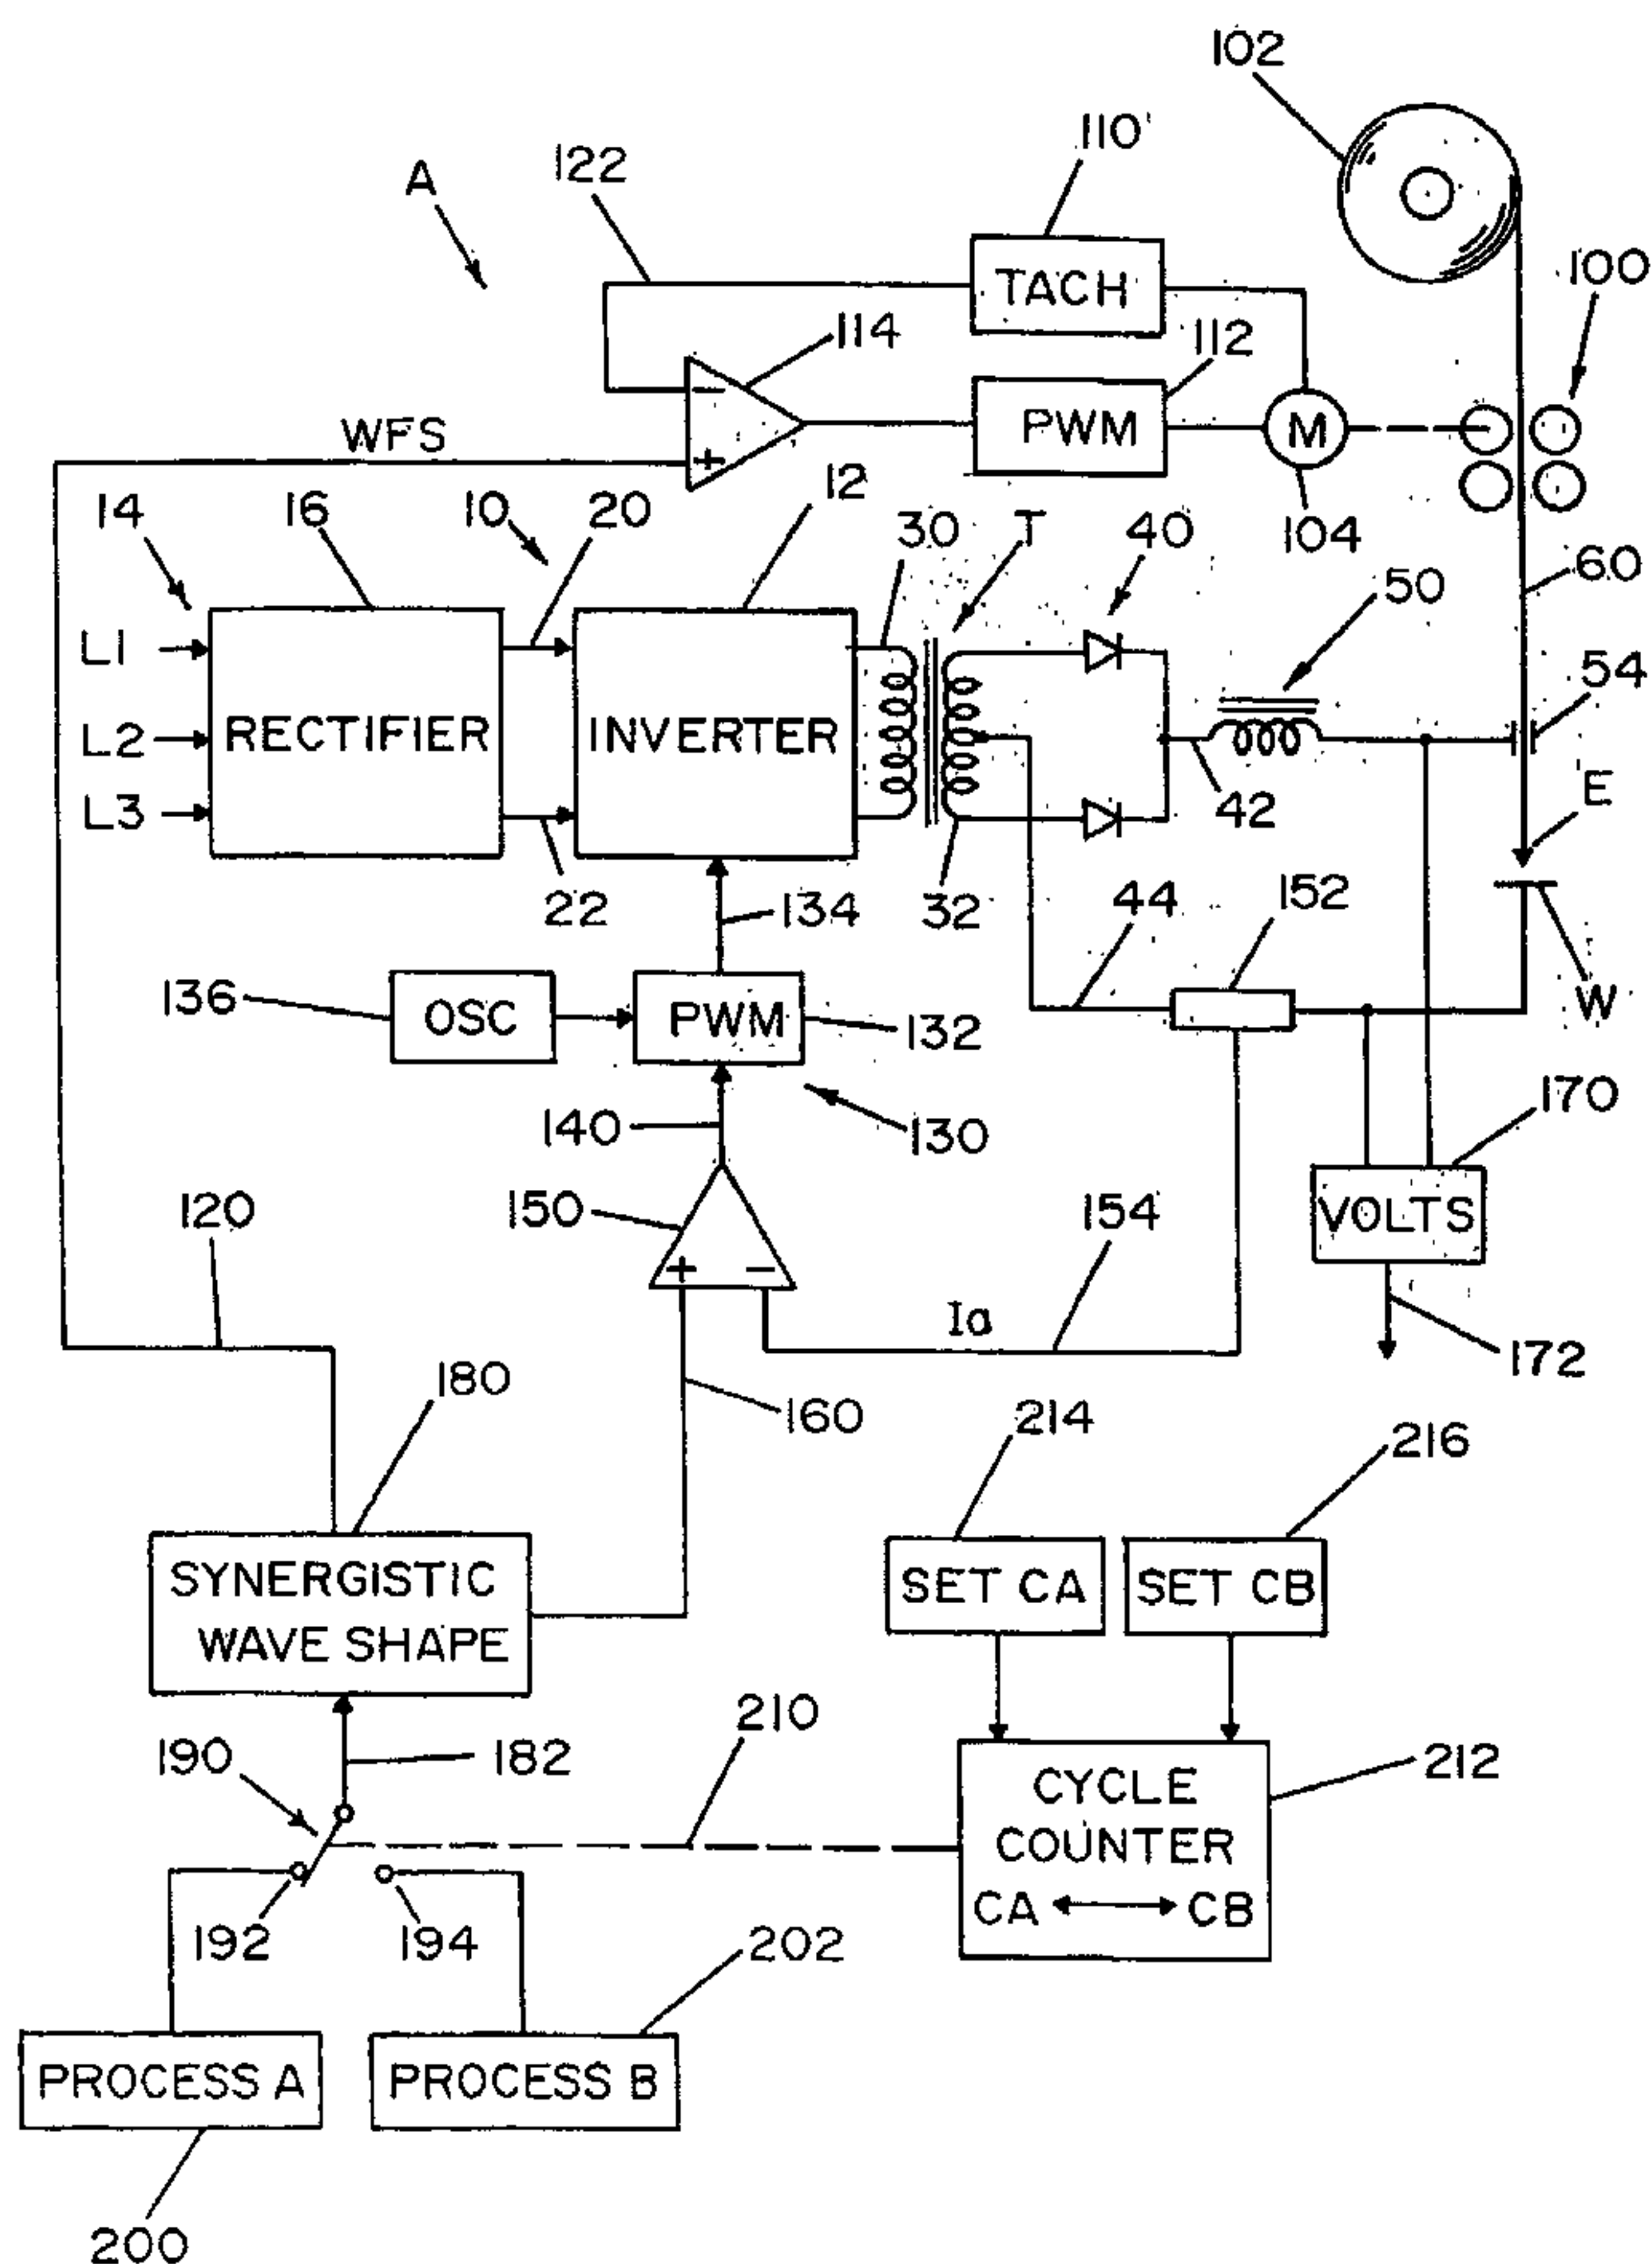 102
110'
122
A
TACH
100
114
112
WFS
PWM
M
14
16
10
20
12
30
T
40
104
60
50
L1
54
RECTIFIER
INVERTER
L2
L3
E
42
22
134
32
44
152
136
OSC
PWM
132
W
140
130
170
120
150
154
VOLTS
Ia
180
160
172
214
216
SYNERGISTIC
WAVE SHAPE
SET CA
SET CB
210
190
182
212
CYCLE
COUNTER
CA
CB
192
194
202
PROCESS A
PROCESS B
200